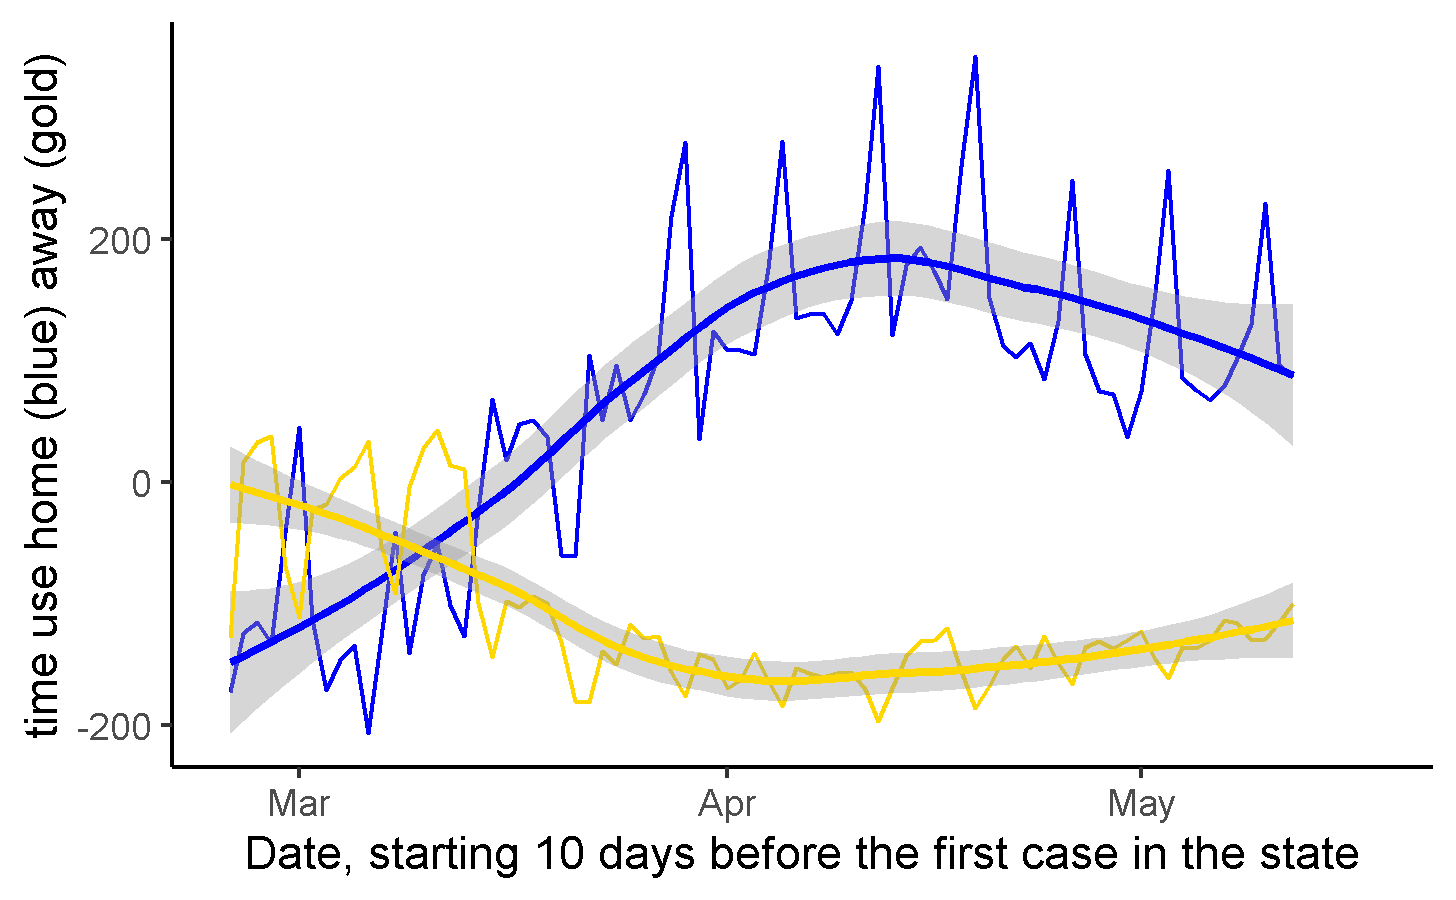 time use home (blue) away (gold)
200
0
-200
Mar
Apr
May
Date, starting 10 days before the first case in the state